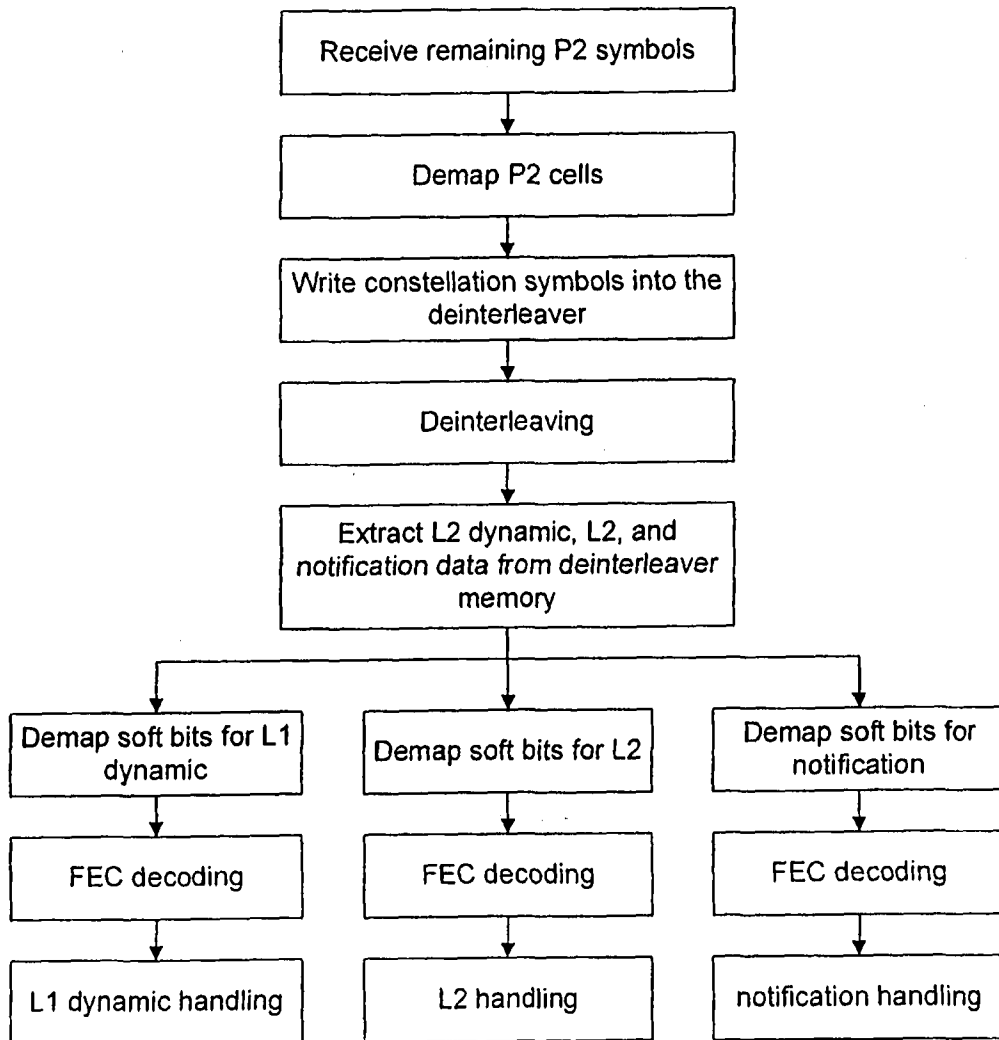 Receive remaining P2 symbols
Demap P2 cells
Write constellation symbols into the
deinterleaver
Deinterleaving
Extract L2 dynamic, L2, and
notification data from deinterleaver
memory
Demap soft bits for L1
dynamic
Demap soft bits for L2
Demap soft bits for
notification
FEC decoding
FEC decoding
FEC decoding
L1 dynamic handling
L2 handling
notification handling